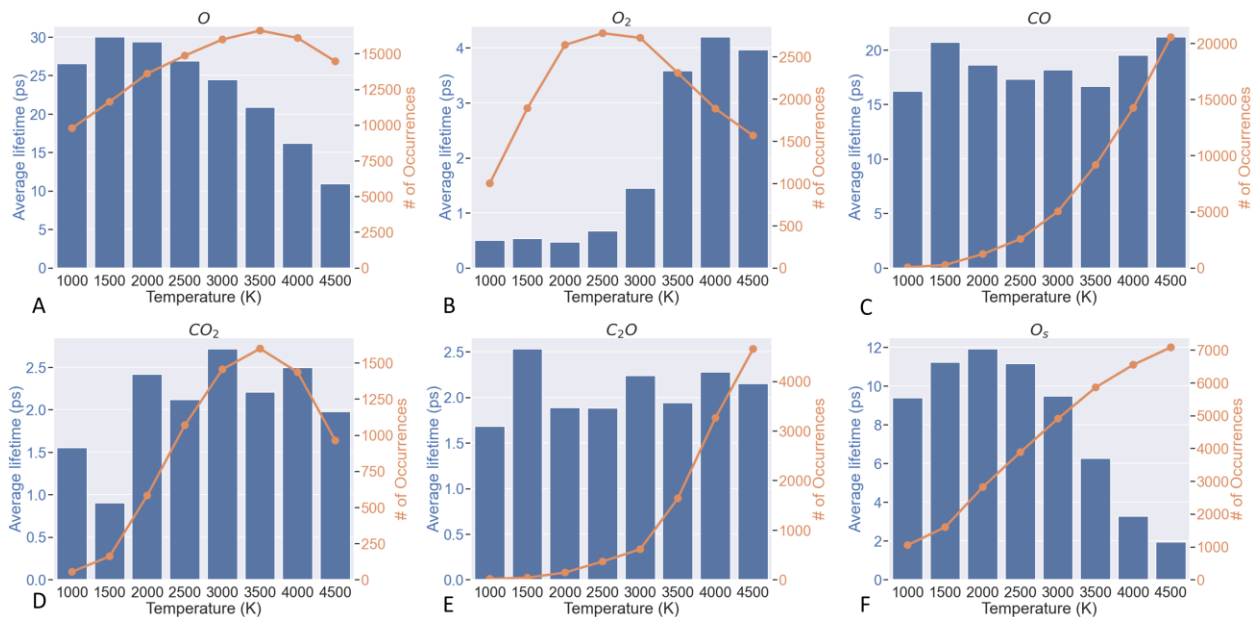 O
Average lifetime (ps)
30
25
20
15
10
5
0
15000
12500
10000
7500
5000
2500
0
# of Occurrences
1000 1500 2000 2500 3000 3500 4000 4500
Temperature (K)
A
O₂
Average lifetime (ps)
4
3
2
1
0
2500
2000
1500
1000
500
0
# of Occurrences
1000 1500 2000 2500 3000 3500 4000 4500
Temperature (K)
B
CO
Average lifetime (ps)
20
15
10
5
0
20000
15000
10000
5000
0
# of Occurrences
1000 1500 2000 2500 3000 3500 4000 4500
Temperature (K)
C
CO₂
Average lifetime (ps)
2.5
2.0
1.5
1.0
0.5
0.0
1500
1250
1000
750
500
250
0
# of Occurrences
1000 1500 2000 2500 3000 3500 4000 4500
Temperature (K)
D
C₂O
Average lifetime (ps)
2.5
2.0
1.5
1.0
0.5
0.0
4000
3000
2000
1000
0
# of Occurrences
1000 1500 2000 2500 3000 3500 4000 4500
Temperature (K)
E
Oₛ
Average lifetime (ps)
12
10
8
6
4
2
0
7000
6000
5000
4000
3000
2000
1000
0
# of Occurrences
1000 1500 2000 2500 3000 3500 4000 4500
Temperature (K)
F